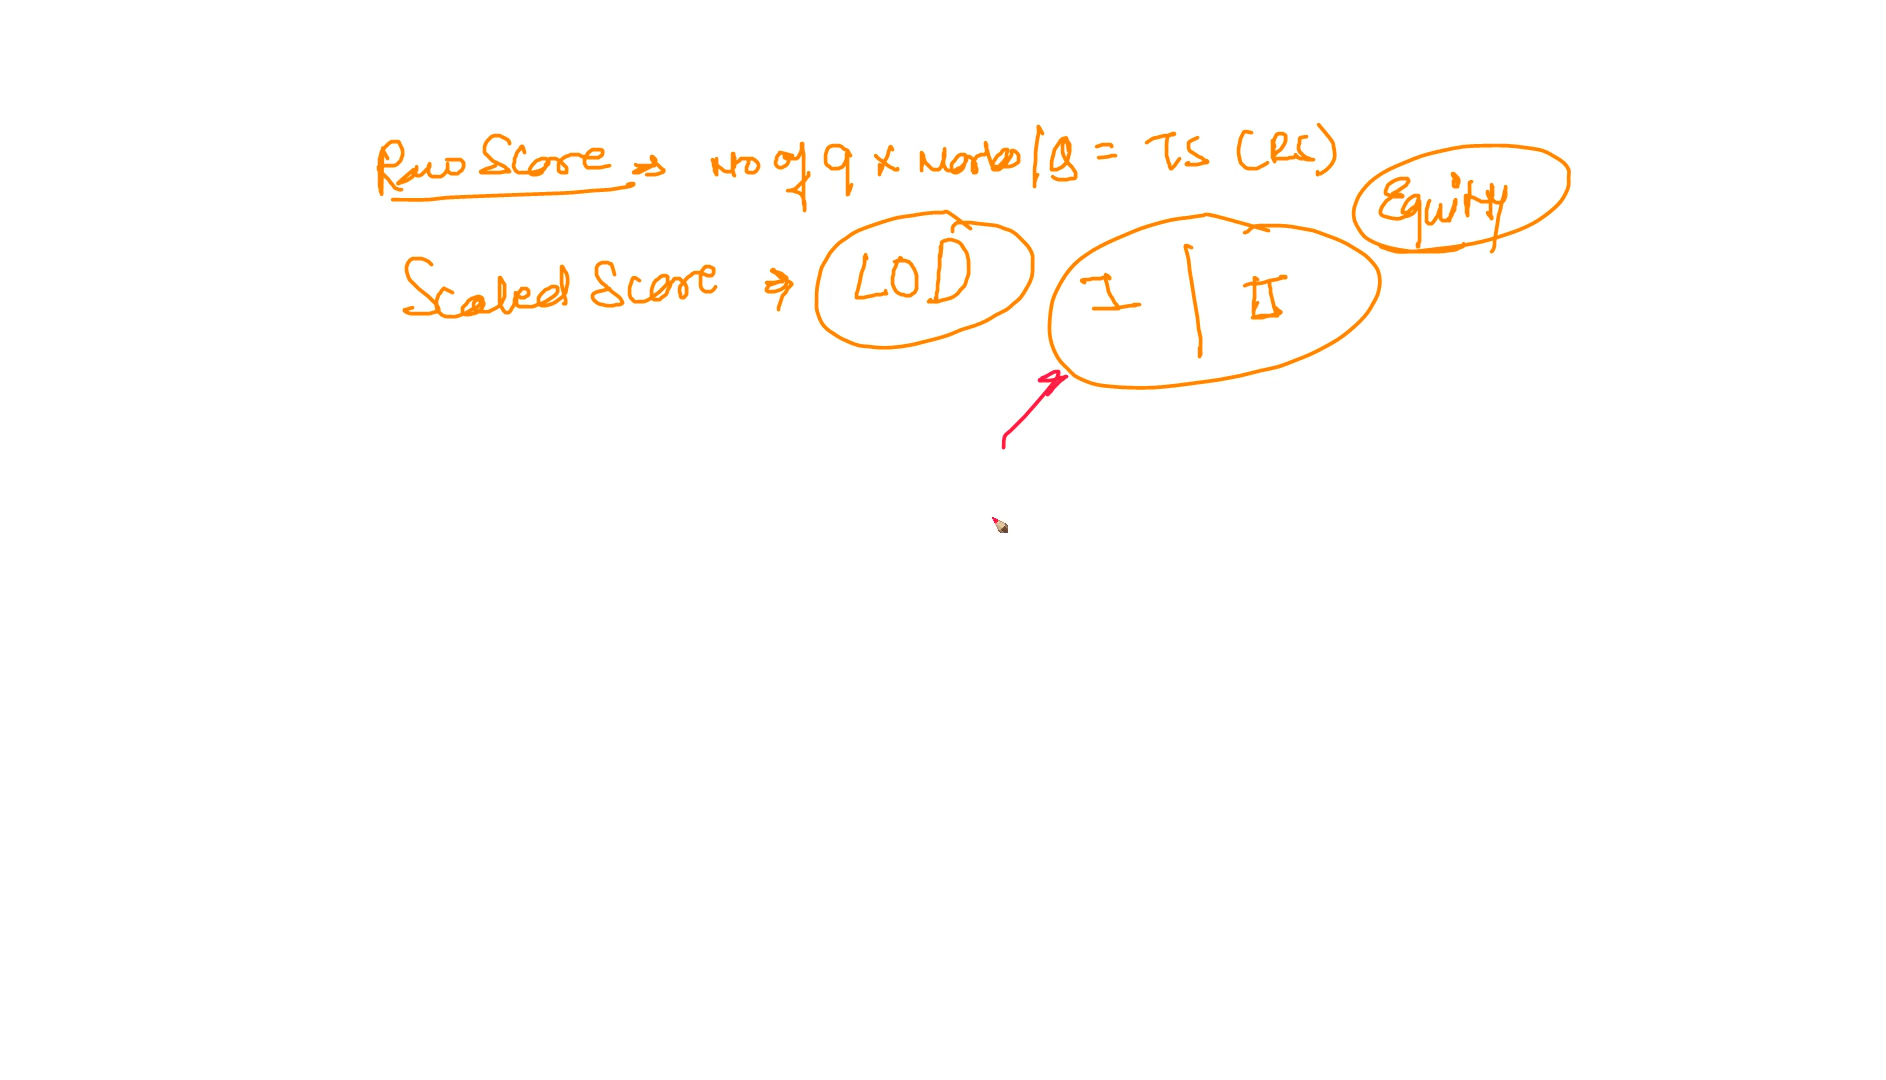 Raw Score → No of q x Marks/Q = TS (RS)
Equity
Scaled Score → LOD I | II